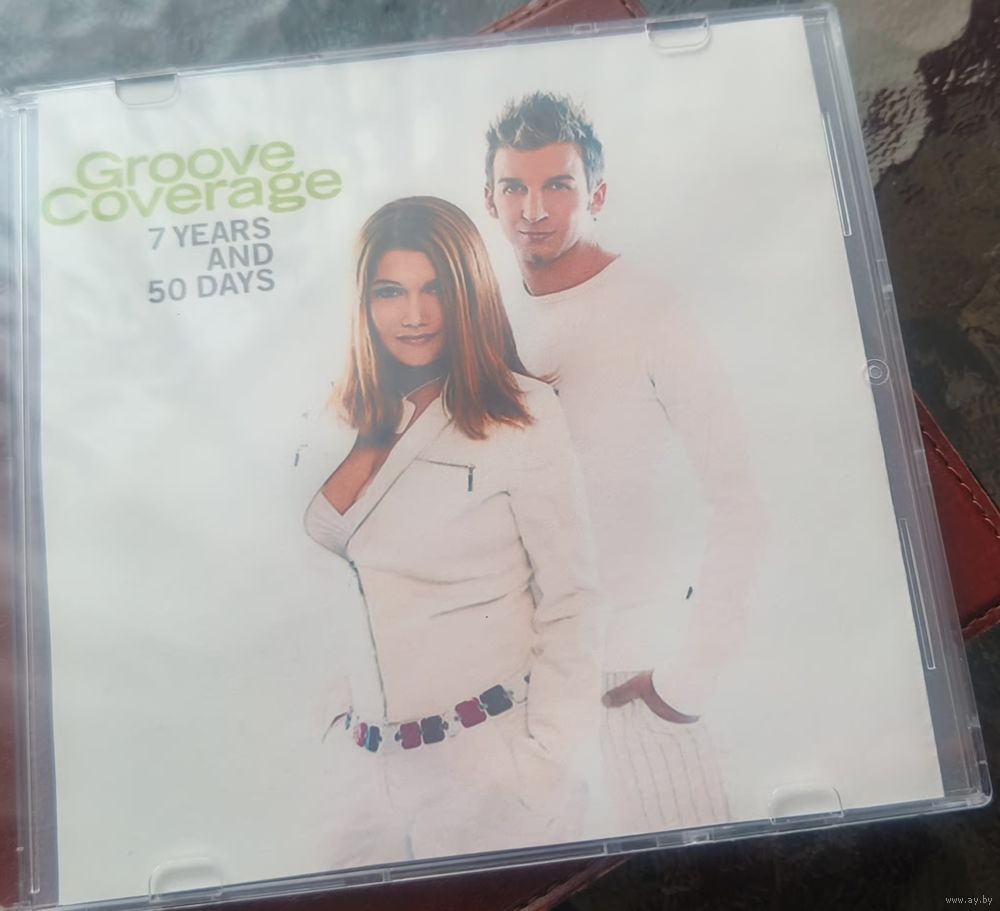 Groove
Coverage
7 YEARS
AND
50 DAYS
www.ay.by